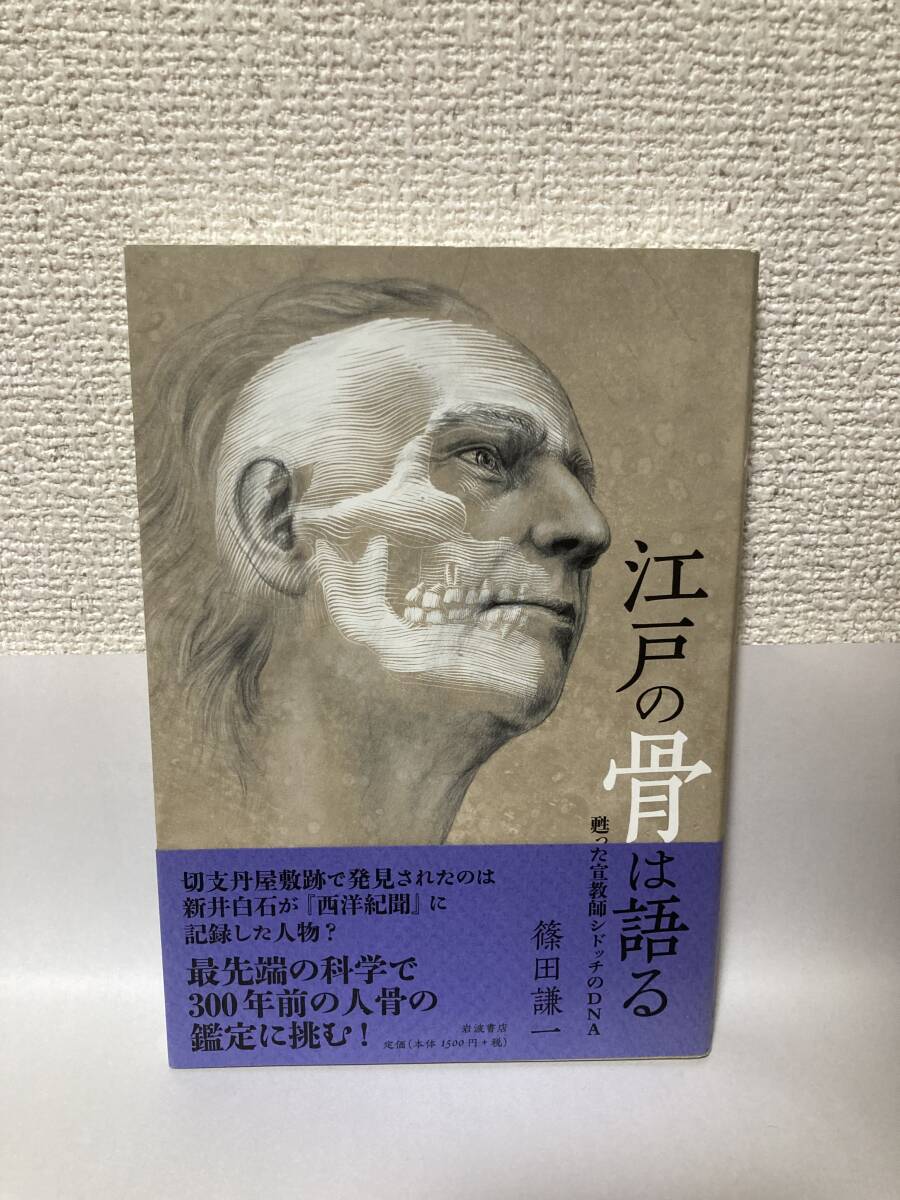 江戸の骨は語る
甦った宣教師シドッチのDNA
篠田謙一
切支丹屋敷跡で発見されたのは
新井白石が『西洋紀聞』に
記録した人物?
最先端の科学で
300年前の人骨の
鑑定に挑む!
岩波書店
定価(本体 1500円+税)